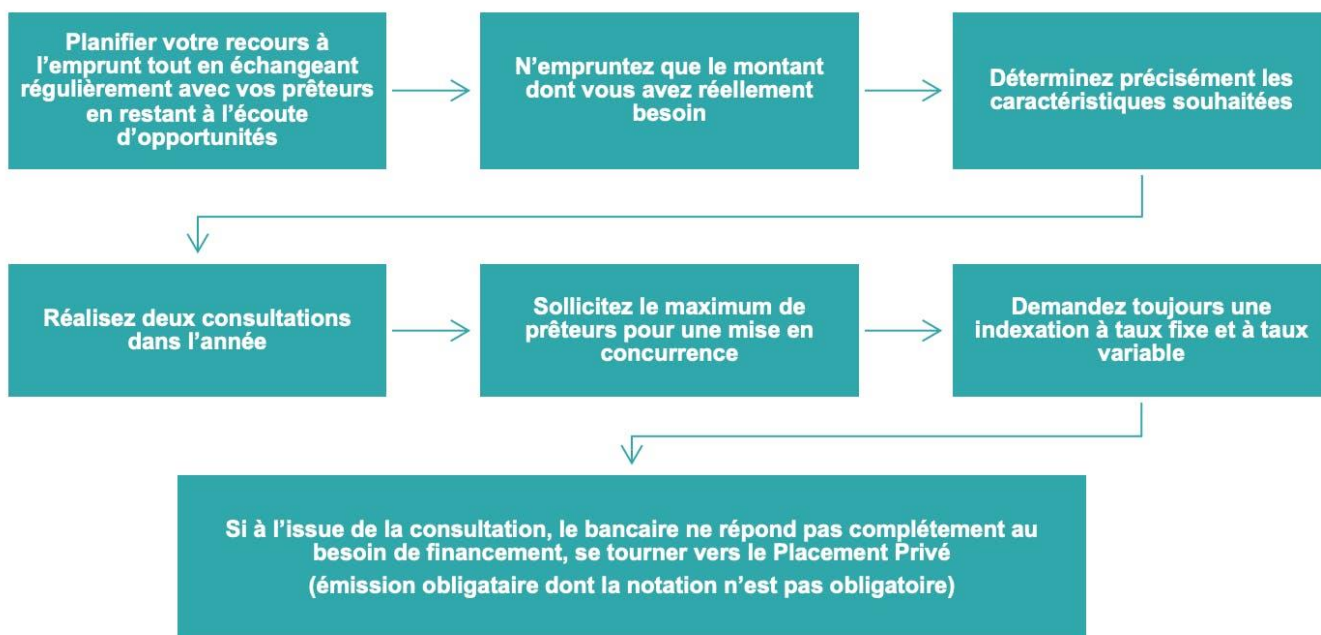 Planifier votre recours à
l’emprunt tout en échangeant
régulièrement avec vos prêteurs
en restant à l’écoute
d’opportunités
N’empruntez que le montant
dont vous avez réellement
besoin
Déterminez précisément les
caractéristiques souhaitées
Réalisez deux consultations
dans l’année
Sollicitez le maximum de
prêteurs pour une mise en
concurrence
Demandez toujours une
indexation à taux fixe et à taux
variable
Si à l’issue de la consultation, le bancaire ne répond pas complétement au
besoin de financement, se tourner vers le Placement Privé
(émission obligataire dont la notation n’est pas obligatoire)